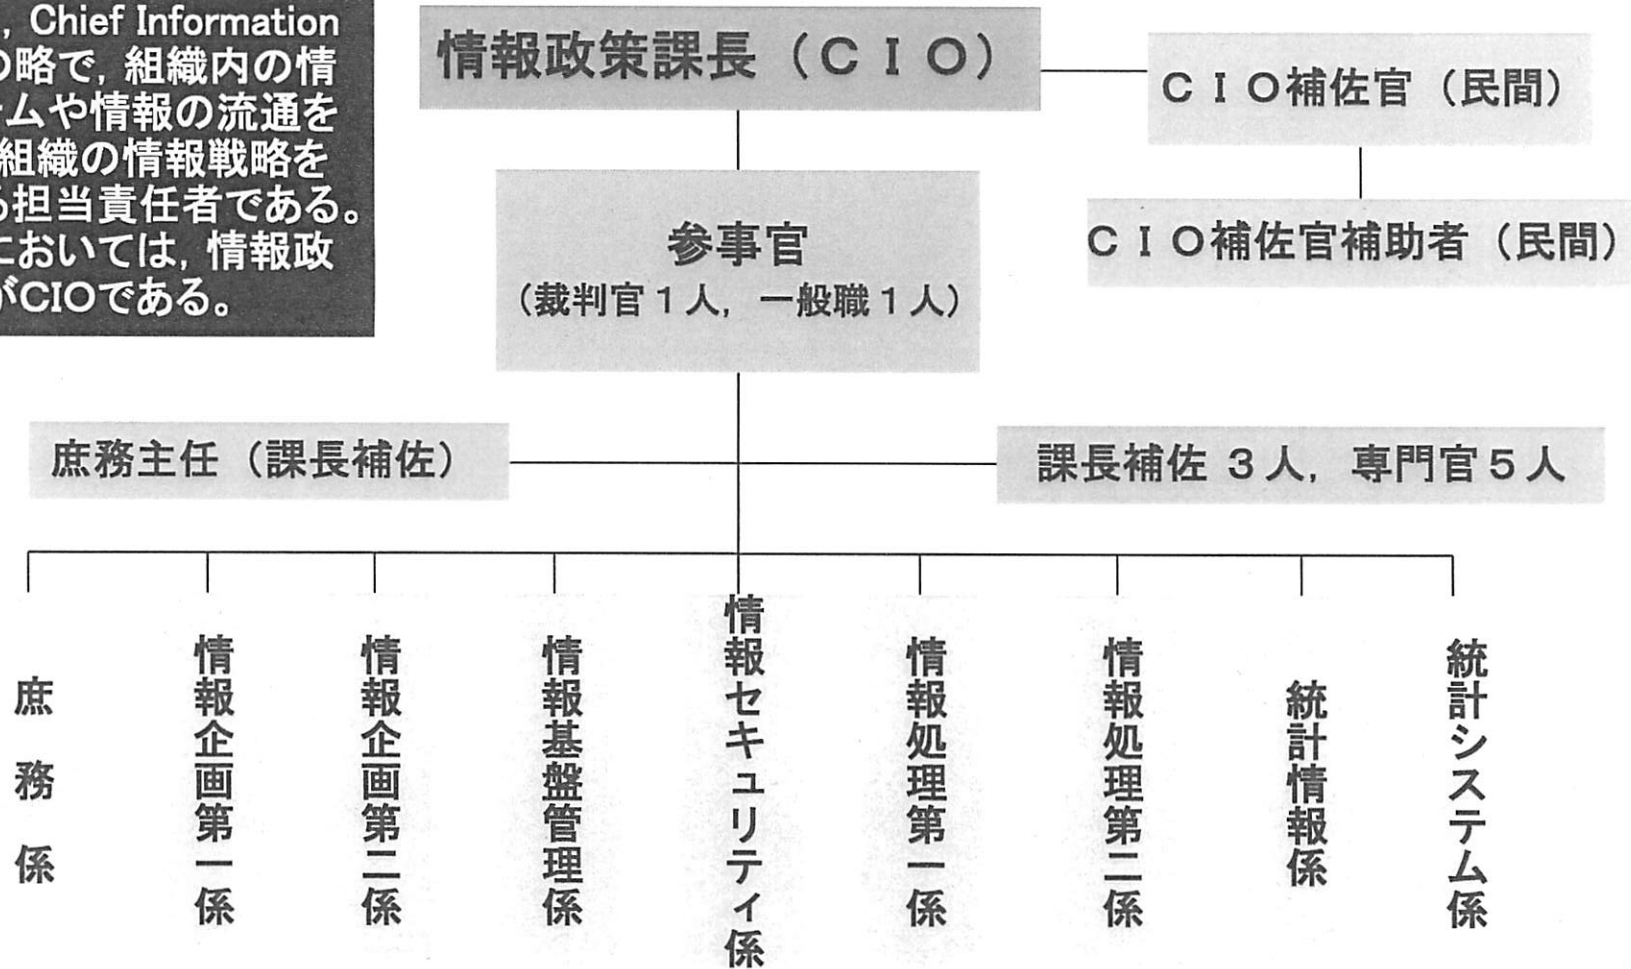 , Chief Information
の略で, 組織内の情
ムや情報の流通を
組織の情報戦略を
担当責任者である。
においては, 情報政
がCIOである。
情報政策課長（ＣＩＯ）
ＣＩＯ補佐官（民間）
ＣＩＯ補佐官補助者（民間）
参事官
（裁判官１人，一般職１人）
庶務主任（課長補佐）
課長補佐 ３人，専門官５人
庶務係
情報企画第一係
情報企画第二係
情報基盤管理係
情報セキュリティ係
情報処理第一係
情報処理第二係
統計情報係
統計システム係